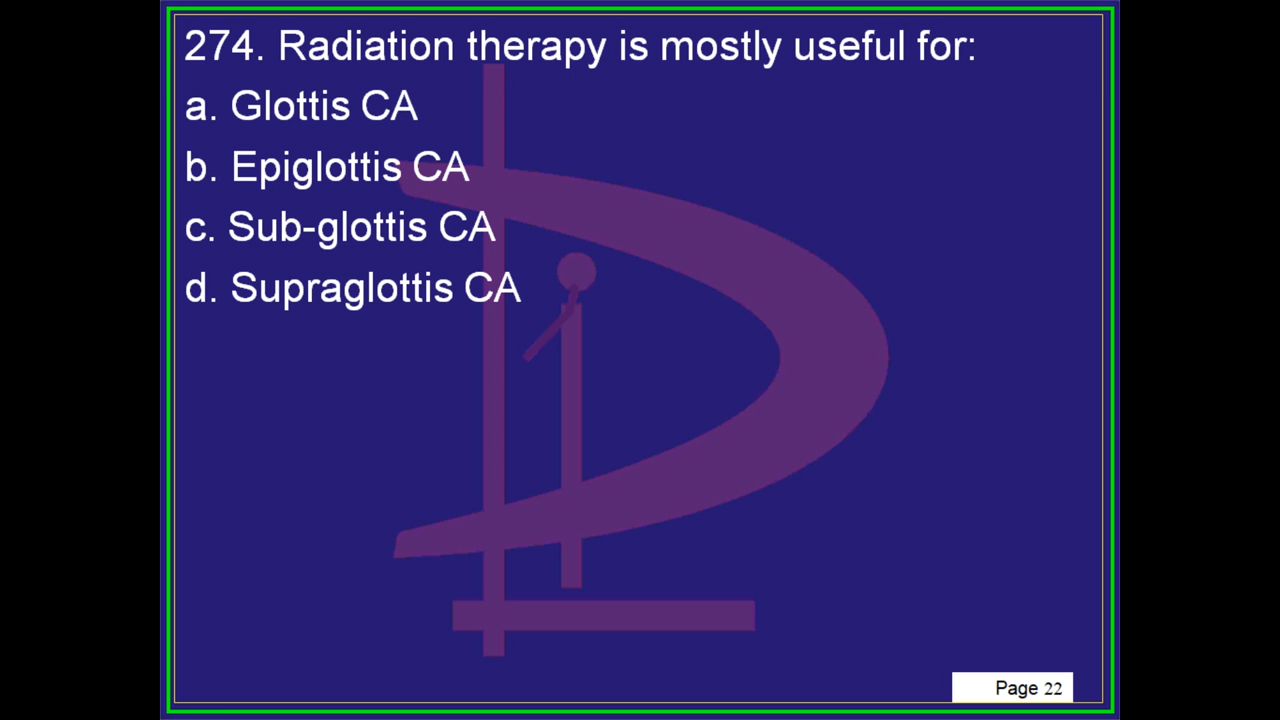 274. Radiation therapy is mostly useful for:
a. Glottis CA
b. Epiglottis CA
c. Sub-glottis CA
d. Supraglottis CA
Page 22